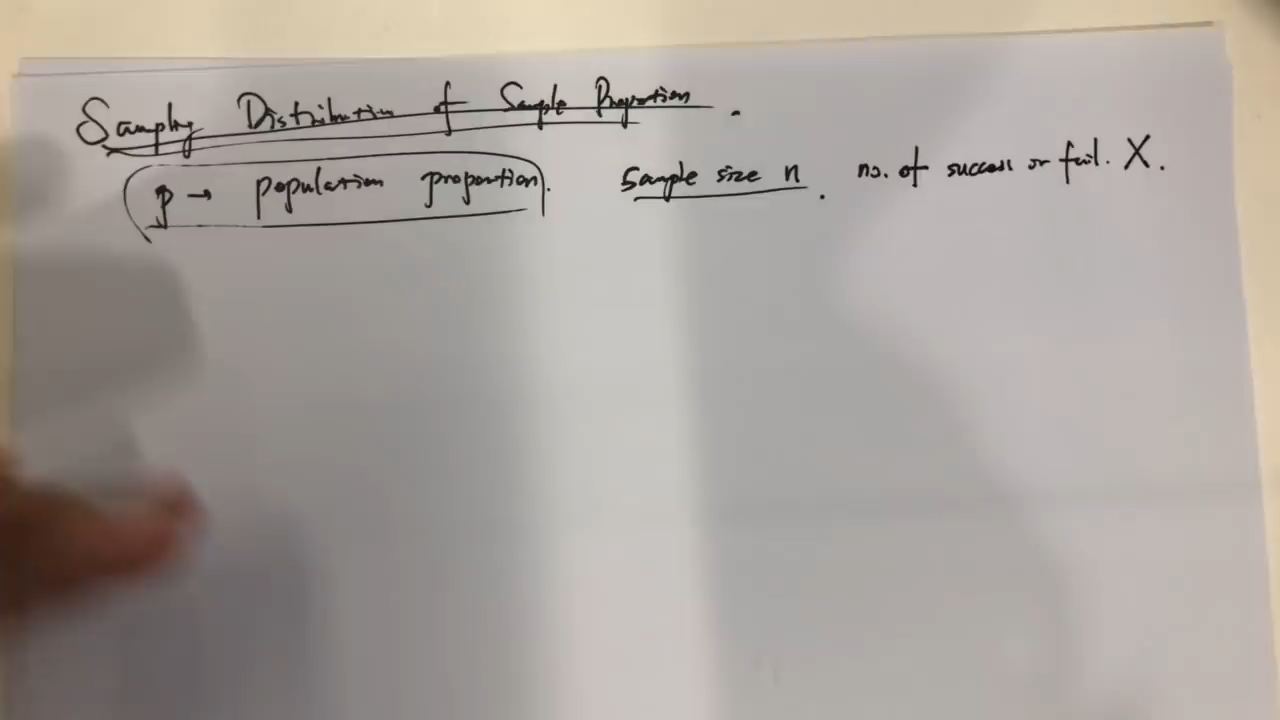 Sampling Distribution of Sample Proportion.
p → population proportion. sample size n. no. of success or fail. X.